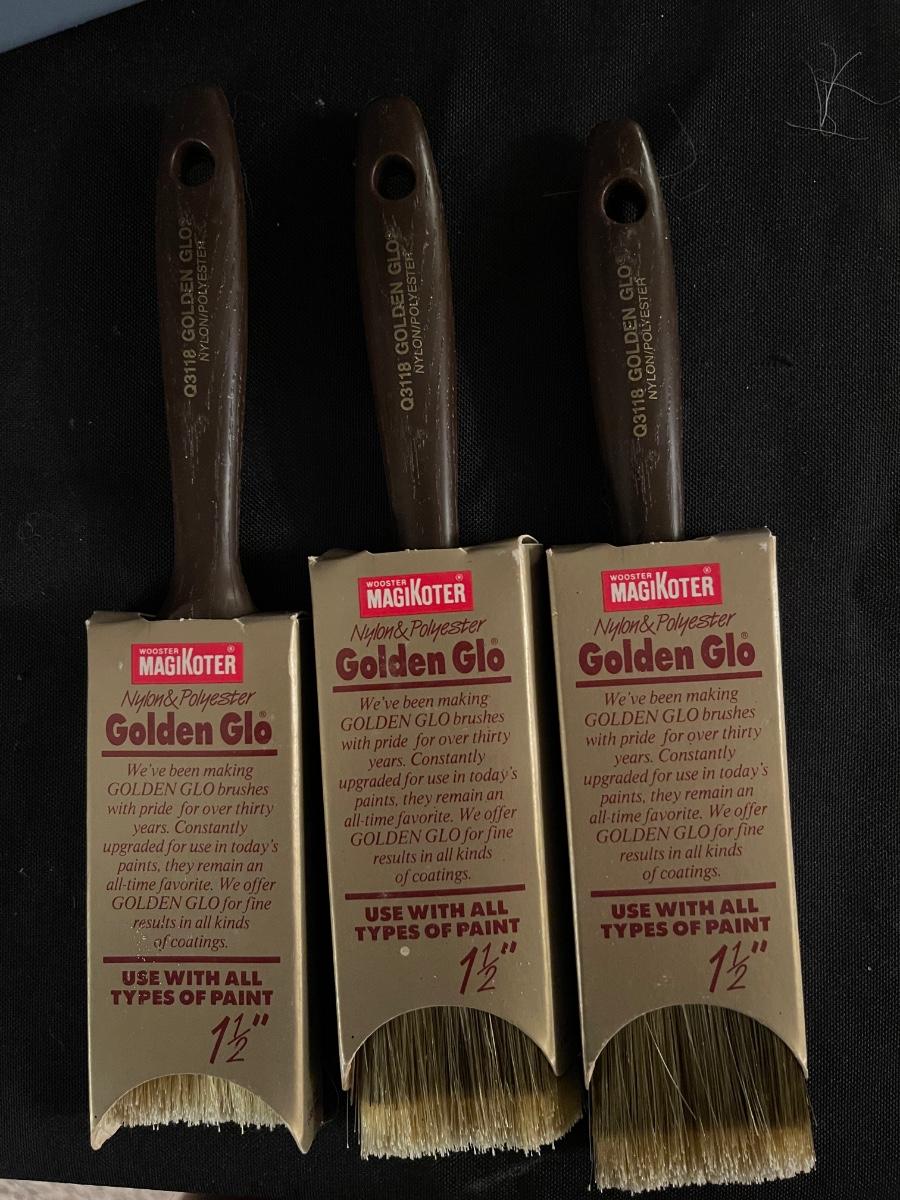 Q3118 GOLDEN GLO®
NYLON/POLYESTER
WOOSTER
MAGIKOTER
Nylon & Polyester
Golden Glo®
We've been making
GOLDEN GLO brushes
with pride for over thirty
years. Constantly
upgraded for use in today's
paints, they remain an
all-time favorite. We offer
GOLDEN GLO for fine
results in all kinds
of coatings.
USE WITH ALL
TYPES OF PAINT
1½"
Q3118 GOLDEN GLO®
NYLON/POLYESTER
WOOSTER ®
MAGIKOTER
Nylon & Polyester
Golden Glo®
We've been making
GOLDEN GLO brushes
with pride for over thirty
years. Constantly
upgraded for use in today's
paints, they remain an
all-time favorite. We offer
GOLDEN GLO for fine
results in all kinds
of coatings.
USE WITH ALL
TYPES OF PAINT
1½"
Q3118 GOLDEN GLO®
NYLON/POLYESTER
WOOSTER ®
MAGIKOTER
Nylon & Polyester
Golden Glo®
We've been making
GOLDEN GLO brushes
with pride for over thirty
years. Constantly
upgraded for use in today's
paints, they remain an
all-time favorite. We offer
GOLDEN GLO for fine
results in all kinds
of coatings.
USE WITH ALL
TYPES OF PAINT
1½"